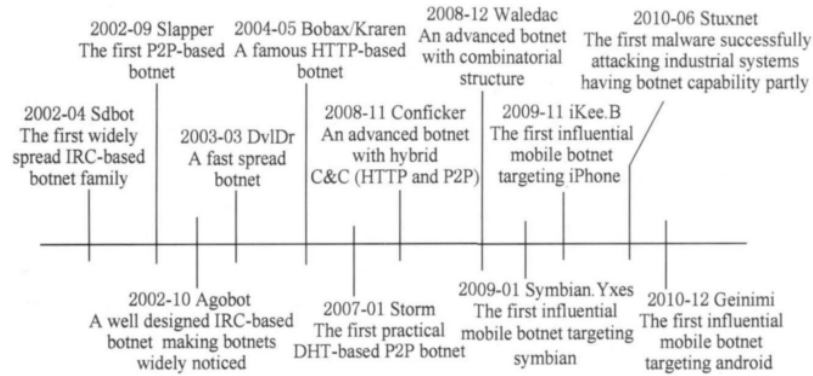 2002-04 Sdbot
The first widely
spread IRC-based
botnet family
2002-09 Slapper
The first P2P-based
botnet
2002-10 Agobot
A well designed IRC-based
botnet making botnets
widely noticed
2003-03 DvlDr
A fast spread
botnet
2004-05 Bobax/Kraren
A famous HTTP-based
botnet
2007-01 Storm
The first practical
DHT-based P2P botnet
2008-11 Conficker
An advanced botnet
with hybrid
C&C (HTTP and P2P)
2008-12 Waledac
An advanced botnet
with combinatorial
structure
2009-01 Symbian.Yxes
The first influential
mobile botnet targeting
symbian
2009-11 iKee.B
The first influential
mobile botnet
targeting iPhone
2010-06 Stuxnet
The first malware successfully
attacking industrial systems
having botnet capability partly
2010-12 Geinimi
The first influential
mobile botnet
targeting android